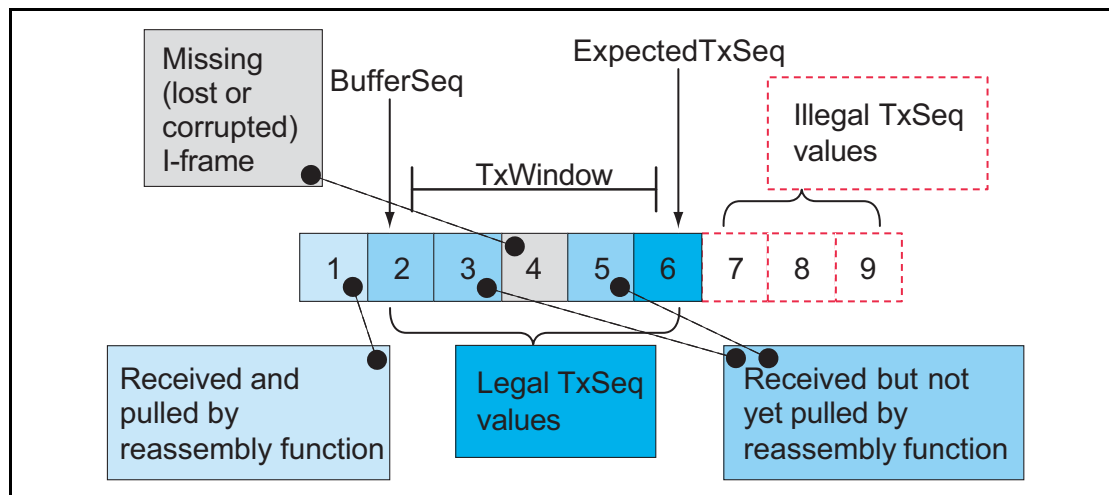 Missing
(lost or
corrupted)
I-frame
BufferSeq
ExpectedTxSeq
TxWindow
Illegal TxSeq
values
1 2 3 4 5 6 7 8 9
Received and
pulled by
reassembly function
Legal TxSeq
values
Received but not
yet pulled by
reassembly function